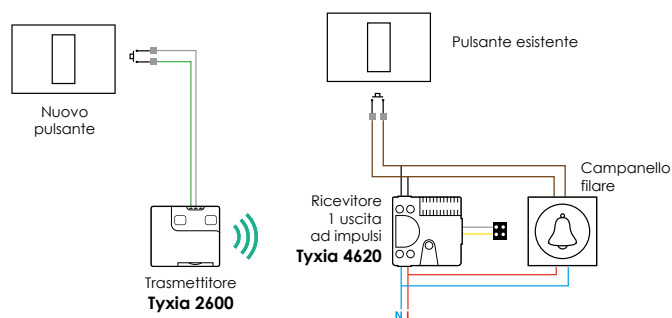 Nuovo
pulsante
Trasmettitore
Tyxia 2600
Pulsante esistente
Ricevitore
1 uscita
ad impulsi
Tyxia 4620
Campanello
filare
N L